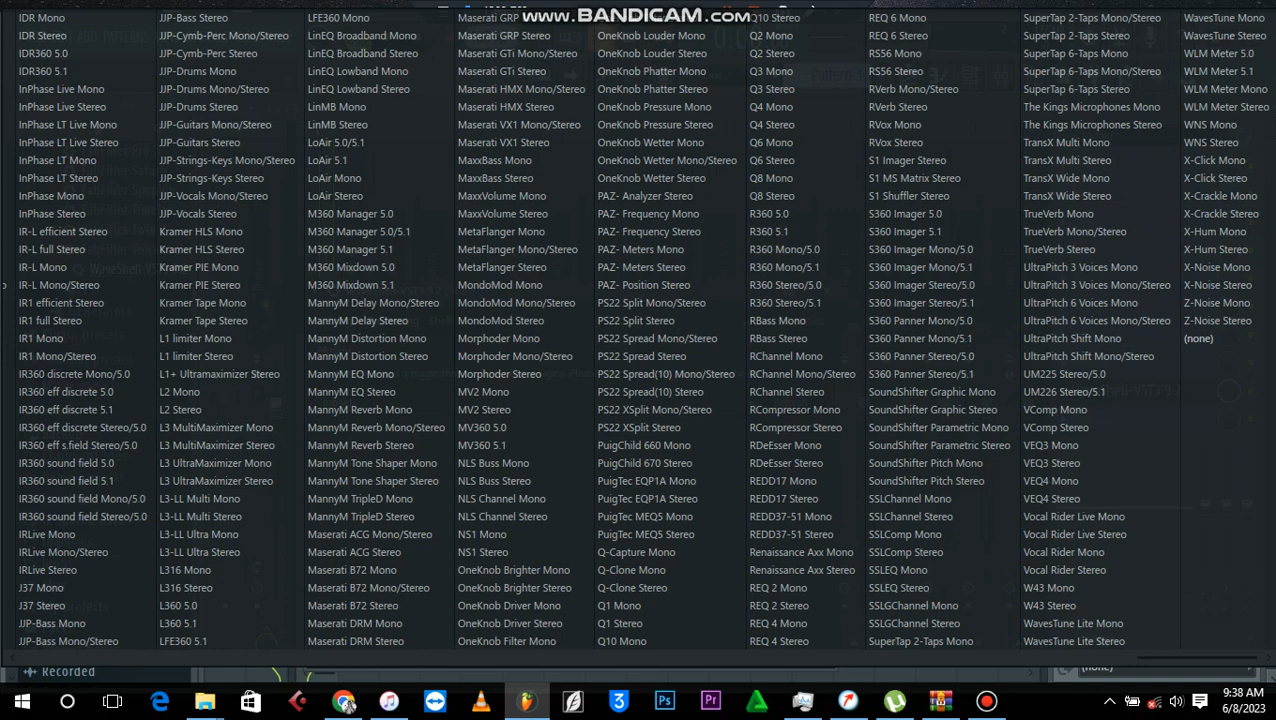 www.BANDICAM.com
IDR Mono
IDR Stereo
IDR360 5.0
IDR360 5.1
InPhase Live Mono
InPhase Live Stereo
InPhase LT Live Mono
InPhase LT Live Stereo
InPhase LT Mono
InPhase LT Stereo
InPhase Mono
InPhase Stereo
IR-L efficient Stereo
IR-L full Stereo
IR-L Mono
IR-L Mono/Stereo
IR1 efficient Stereo
IR1 full Stereo
IR1 Mono
IR1 Mono/Stereo
IR360 discrete Mono/5.0
IR360 eff discrete 5.0
IR360 eff discrete 5.1
IR360 eff discrete Stereo/5.0
IR360 eff s.field Stereo/5.0
IR360 sound field 5.0
IR360 sound field 5.1
IR360 sound field Mono/5.0
IR360 sound field Stereo/5.0
IRLive Mono
IRLive Mono/Stereo
IRLive Stereo
J37 Mono
J37 Stereo
JJP-Bass Mono
JJP-Bass Mono/Stereo
JJP-Bass Stereo
JJP-Cymb-Perc Mono/Stereo
JJP-Cymb-Perc Stereo
JJP-Drums Mono
JJP-Drums Mono/Stereo
JJP-Drums Stereo
JJP-Guitars Mono/Stereo
JJP-Guitars Stereo
JJP-Strings-Keys Mono/Stereo
JJP-Strings-Keys Stereo
JJP-Vocals Mono/Stereo
JJP-Vocals Stereo
Kramer HLS Mono
Kramer HLS Stereo
Kramer PIE Mono
Kramer PIE Stereo
Kramer Tape Mono
Kramer Tape Stereo
L1 limiter Mono
L1 limiter Stereo
L1+ Ultramaximizer Stereo
L2 Mono
L2 Stereo
L3 MultiMaximizer Mono
L3 MultiMaximizer Stereo
L3 UltraMaximizer Mono
L3 UltraMaximizer Stereo
L3-LL Multi Mono
L3-LL Multi Stereo
L3-LL Ultra Mono
L3-LL Ultra Stereo
L316 Mono
L316 Stereo
L360 5.0
L360 5.1
LFE360 5.1
LFE360 Mono
LinEQ Broadband Mono
LinEQ Broadband Stereo
LinEQ Lowband Mono
LinEQ Lowband Stereo
LinMB Mono
LinMB Stereo
LoAir 5.0/5.1
LoAir 5.1
LoAir Mono
LoAir Stereo
M360 Manager 5.0
M360 Manager 5.0/5.1
M360 Manager 5.1
M360 Mixdown 5.0
M360 Mixdown 5.1
MannyM Delay Mono/Stereo
MannyM Delay Stereo
MannyM Distortion Mono
MannyM Distortion Stereo
MannyM EQ Mono
MannyM EQ Stereo
MannyM Reverb Mono
MannyM Reverb Mono/Stereo
MannyM Reverb Stereo
MannyM Tone Shaper Mono
MannyM Tone Shaper Stereo
MannyM TripleD Mono
MannyM TripleD Stereo
Maserati ACG Mono/Stereo
Maserati ACG Stereo
Maserati B72 Mono
Maserati B72 Mono/Stereo
Maserati B72 Stereo
Maserati DRM Mono
Maserati DRM Stereo
Maserati GRP
Maserati GRP Stereo
Maserati GTi Mono/Stereo
Maserati GTi Stereo
Maserati HMX Mono/Stereo
Maserati HMX Stereo
Maserati VX1 Mono/Stereo
Maserati VX1 Stereo
MaxxBass Mono
MaxxBass Stereo
MaxxVolume Mono
MaxxVolume Stereo
MetaFlanger Mono
MetaFlanger Mono/Stereo
MetaFlanger Stereo
MondoMod Mono
MondoMod Mono/Stereo
MondoMod Stereo
Morphoder Mono
Morphoder Mono/Stereo
Morphoder Stereo
MV2 Mono
MV2 Stereo
MV360 5.0
MV360 5.1
NLS Buss Mono
NLS Buss Stereo
NLS Channel Mono
NLS Channel Stereo
NS1 Mono
NS1 Stereo
OneKnob Brighter Mono
OneKnob Brighter Stereo
OneKnob Driver Mono
OneKnob Driver Stereo
OneKnob Filter Mono
OneKnob Louder Mono
OneKnob Louder Stereo
OneKnob Phatter Mono
OneKnob Phatter Stereo
OneKnob Pressure Mono
OneKnob Pressure Stereo
OneKnob Wetter Mono
OneKnob Wetter Mono/Stereo
OneKnob Wetter Stereo
PAZ- Analyzer Stereo
PAZ- Frequency Mono
PAZ- Frequency Stereo
PAZ- Meters Mono
PAZ- Meters Stereo
PAZ- Position Stereo
PS22 Split Mono/Stereo
PS22 Split Stereo
PS22 Spread Mono/Stereo
PS22 Spread Stereo
PS22 Spread(10) Mono/Stereo
PS22 Spread(10) Stereo
PS22 XSplit Mono/Stereo
PS22 XSplit Stereo
PuigChild 660 Mono
PuigChild 670 Stereo
PuigTec EQP1A Mono
PuigTec EQP1A Stereo
PuigTec MEQ5 Mono
PuigTec MEQ5 Stereo
Q-Capture Mono
Q-Clone Mono
Q-Clone Stereo
Q1 Mono
Q1 Stereo
Q10 Mono
Q10 Stereo
Q2 Mono
Q2 Stereo
Q3 Mono
Q3 Stereo
Q4 Mono
Q4 Stereo
Q6 Mono
Q6 Stereo
Q8 Mono
Q8 Stereo
R360 5.0
R360 5.1
R360 Mono/5.0
R360 Mono/5.1
R360 Stereo/5.0
R360 Stereo/5.1
RBass Mono
RBass Stereo
RChannel Mono
RChannel Mono/Stereo
RChannel Stereo
RCompressor Mono
RCompressor Stereo
RDeEsser Mono
RDeEsser Stereo
REDD17 Mono
REDD17 Stereo
REDD37-51 Mono
REDD37-51 Stereo
Renaissance Axx Mono
Renaissance Axx Stereo
REQ 2 Mono
REQ 2 Stereo
REQ 4 Mono
REQ 4 Stereo
REQ 6 Mono
REQ 6 Stereo
RS56 Mono
RS56 Stereo
RVerb Mono/Stereo
RVerb Stereo
RVox Mono
RVox Stereo
S1 Imager Stereo
S1 MS Matrix Stereo
S1 Shuffler Stereo
S360 Imager 5.0
S360 Imager 5.1
S360 Imager Mono/5.0
S360 Imager Mono/5.1
S360 Imager Stereo/5.0
S360 Imager Stereo/5.1
S360 Panner Mono/5.0
S360 Panner Mono/5.1
S360 Panner Stereo/5.0
S360 Panner Stereo/5.1
SoundShifter Graphic Mono
SoundShifter Graphic Stereo
SoundShifter Parametric Mono
SoundShifter Parametric Stereo
SoundShifter Pitch Mono
SoundShifter Pitch Stereo
SSLChannel Mono
SSLChannel Stereo
SSLComp Mono
SSLComp Stereo
SSLEQ Mono
SSLEQ Stereo
SSLGChannel Mono
SSLGChannel Stereo
SuperTap 2-Taps Mono
SuperTap 2-Taps Mono/Stereo
SuperTap 2-Taps Stereo
SuperTap 6-Taps Mono
SuperTap 6-Taps Mono/Stereo
SuperTap 6-Taps Stereo
The Kings Microphones Mono
The Kings Microphones Stereo
TransX Multi Mono
TransX Multi Stereo
TransX Wide Mono
TransX Wide Stereo
TrueVerb Mono
TrueVerb Mono/Stereo
TrueVerb Stereo
UltraPitch 3 Voices Mono
UltraPitch 3 Voices Mono/Stereo
UltraPitch 6 Voices Mono
UltraPitch 6 Voices Mono/Stereo
UltraPitch Shift Mono
UltraPitch Shift Mono/Stereo
UM225 Stereo/5.0
UM226 Stereo/5.1
VComp Mono
VComp Stereo
VEQ3 Mono
VEQ3 Stereo
VEQ4 Mono
VEQ4 Stereo
Vocal Rider Live Mono
Vocal Rider Live Stereo
Vocal Rider Mono
Vocal Rider Stereo
W43 Mono
W43 Stereo
WavesTune Lite Mono
WavesTune Lite Stereo
WavesTune Mono
WavesTune Stereo
WLM Meter 5.0
WLM Meter 5.1
WLM Meter Mono
WLM Meter Stereo
WNS Mono
WNS Stereo
X-Click Mono
X-Click Stereo
X-Crackle Mono
X-Crackle Stereo
X-Hum Mono
X-Hum Stereo
X-Noise Mono
X-Noise Stereo
Z-Noise Mono
Z-Noise Stereo
(none)
Recorded
(none)
Ps
Pr
9:38 AM
6/8/2023